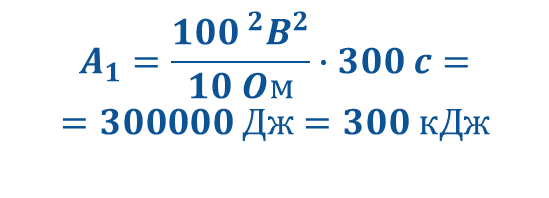 A₁ = 100 ²В² / 10 Ом · 300 с =
= 300000 Дж = 300 кДж